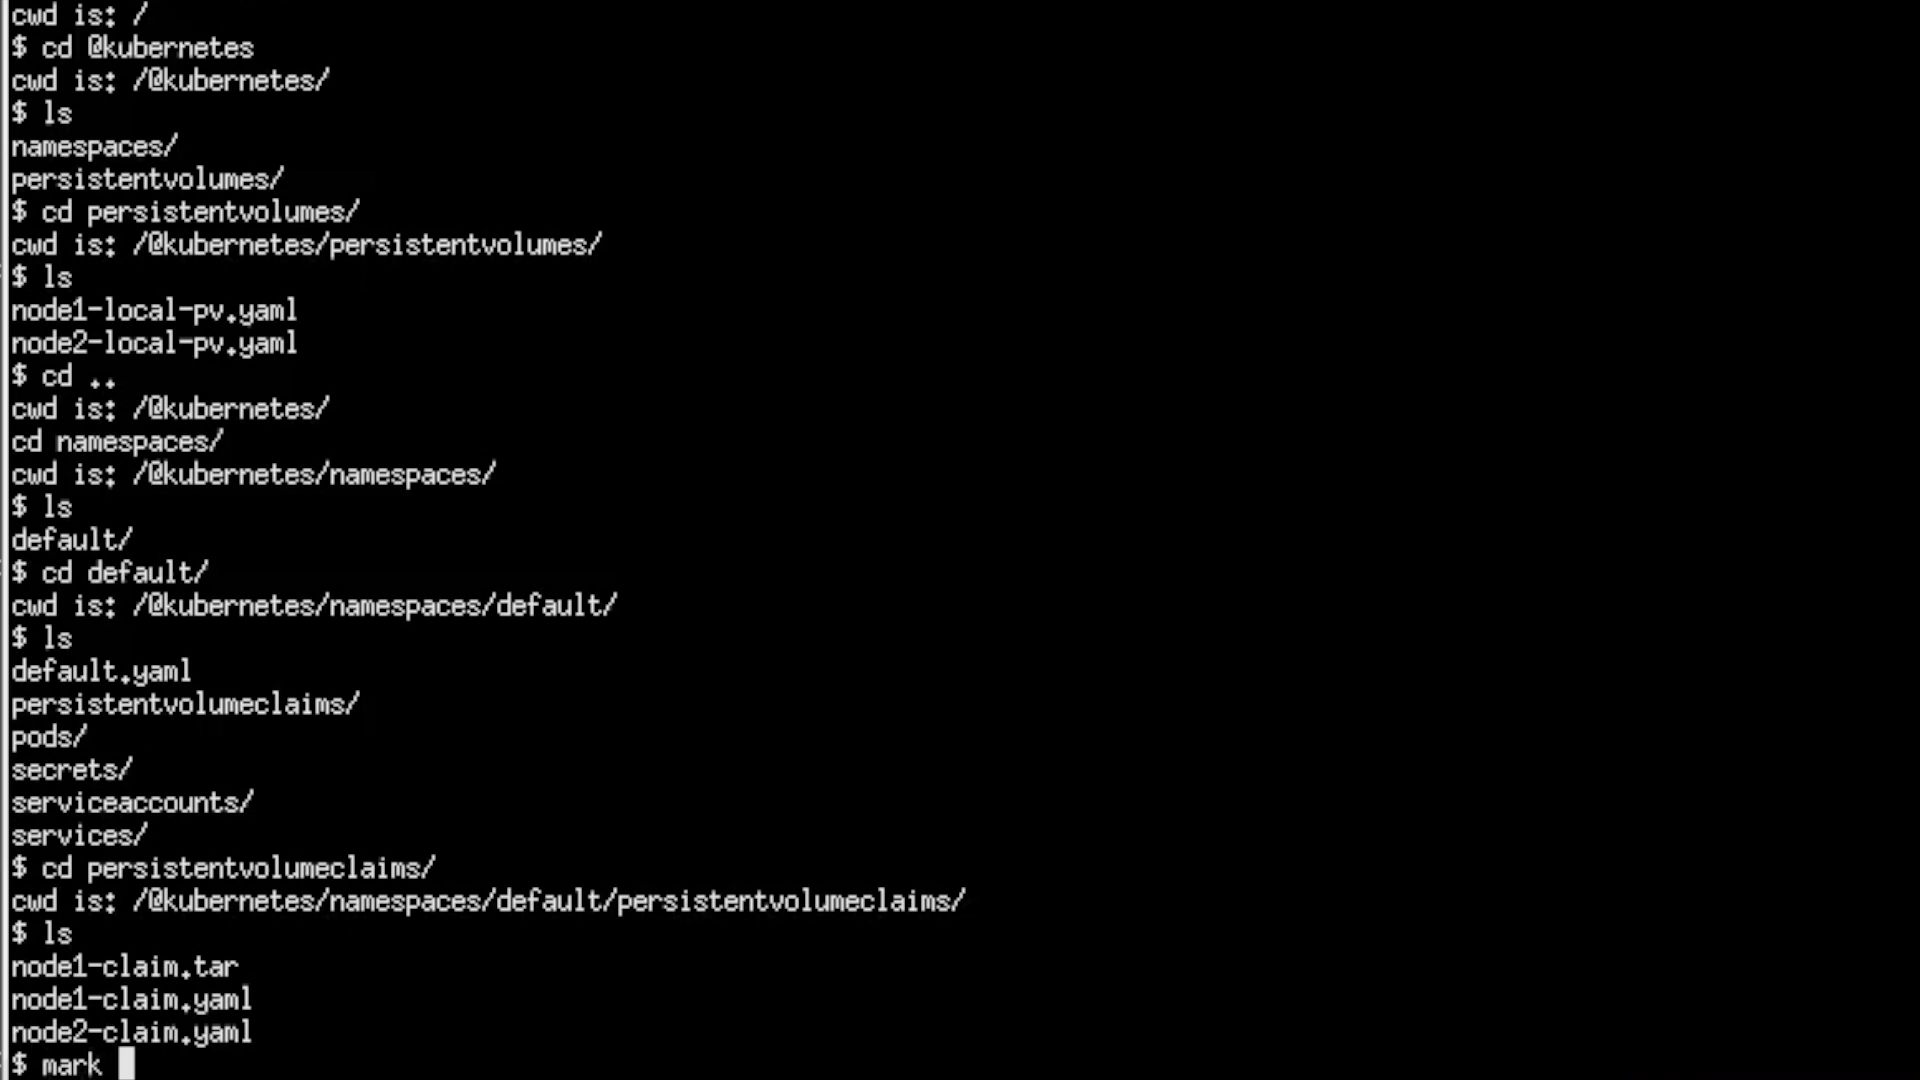 cwd is: /
$ cd @kubernetes
cwd is: /@kubernetes/
$ ls
namespaces/
persistentvolumes/
$ cd persistentvolumes/
cwd is: /@kubernetes/persistentvolumes/
$ ls
node1-local-pv.yaml
node2-local-pv.yaml
$ cd ..
cwd is: /@kubernetes/
cd namespaces/
cwd is: /@kubernetes/namespaces/
$ ls
default/
$ cd default/
cwd is: /@kubernetes/namespaces/default/
$ ls
default.yaml
persistentvolumeclaims/
pods/
secrets/
serviceaccounts/
services/
$ cd persistentvolumeclaims/
cwd is: /@kubernetes/namespaces/default/persistentvolumeclaims/
$ ls
node1-claim.tar
node1-claim.yaml
node2-claim.yaml
$ mark